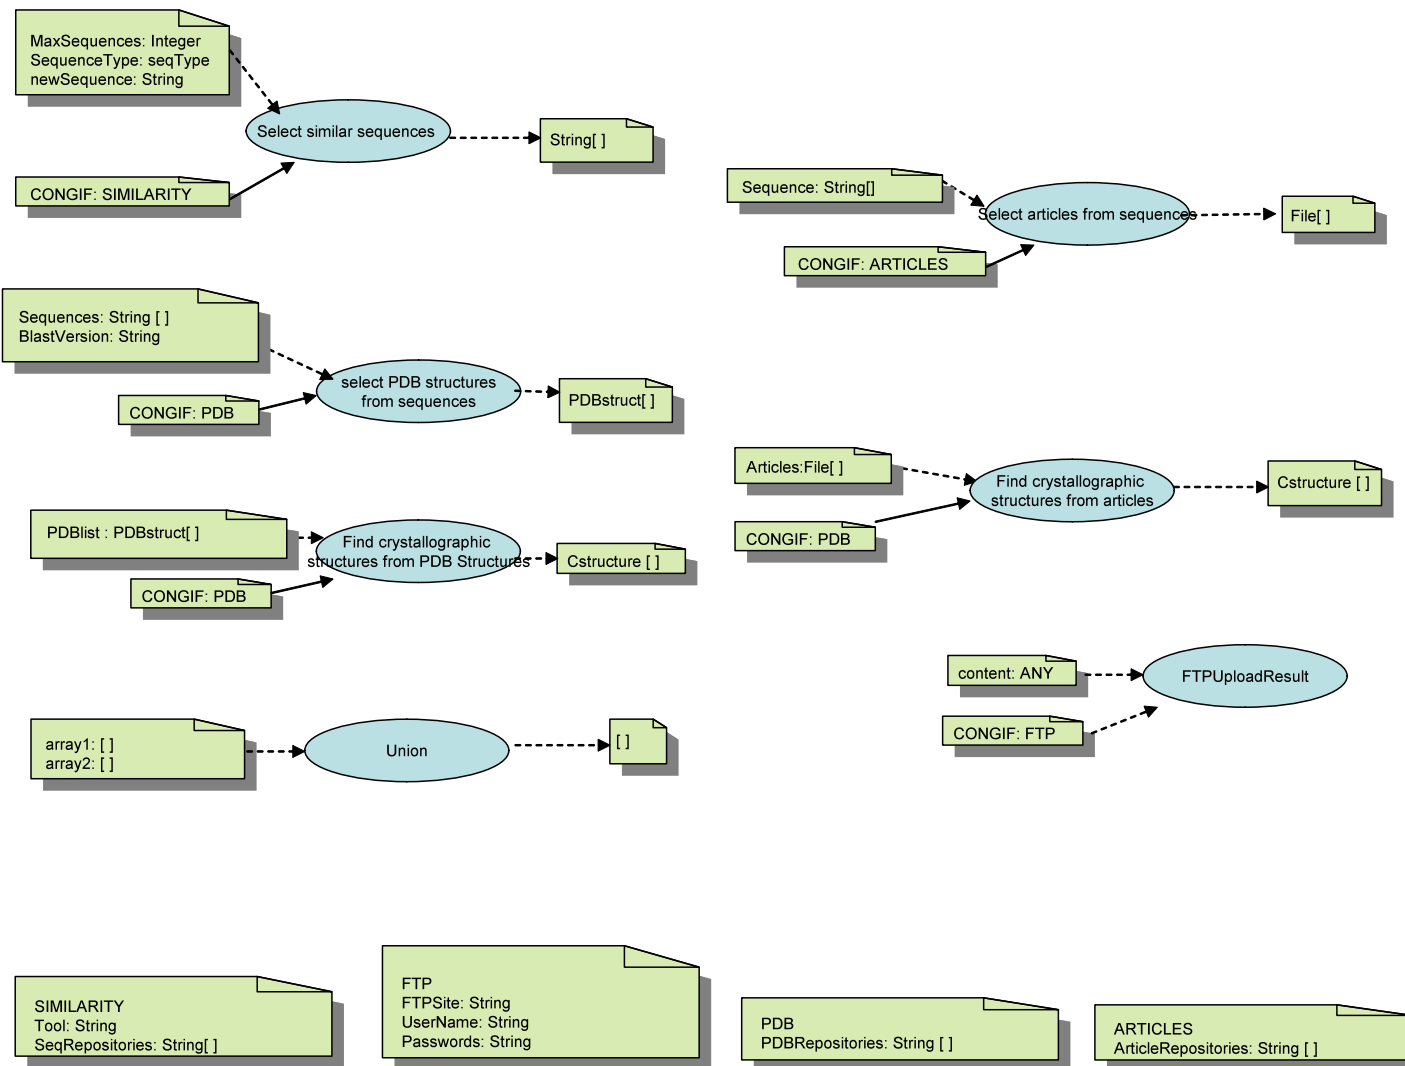 MaxSequences: Integer
SequenceType: seqType
newSequence: String
Select similar sequences
String[ ]
CONGIF: SIMILARITY
Sequence: String[]
Select articles from sequences
File[ ]
CONGIF: ARTICLES
Sequences: String [ ]
BlastVersion: String
select PDB structures
from sequences
PDBstruct[ ]
CONGIF: PDB
Articles:File[ ]
Find crystallographic
structures from articles
Cstructure [ ]
CONGIF: PDB
PDBlist : PDBstruct[ ]
Find crystallographic
structures from PDB Structures
Cstructure [ ]
CONGIF: PDB
content: ANY
FTPUploadResult
CONGIF: FTP
array1: [ ]
array2: [ ]
Union
[ ]
SIMILARITY
Tool: String
SeqRepositories: String[ ]
FTP
FTPSite: String
UserName: String
Passwords: String
PDB
PDBRepositories: String [ ]
ARTICLES
ArticleRepositories: String [ ]